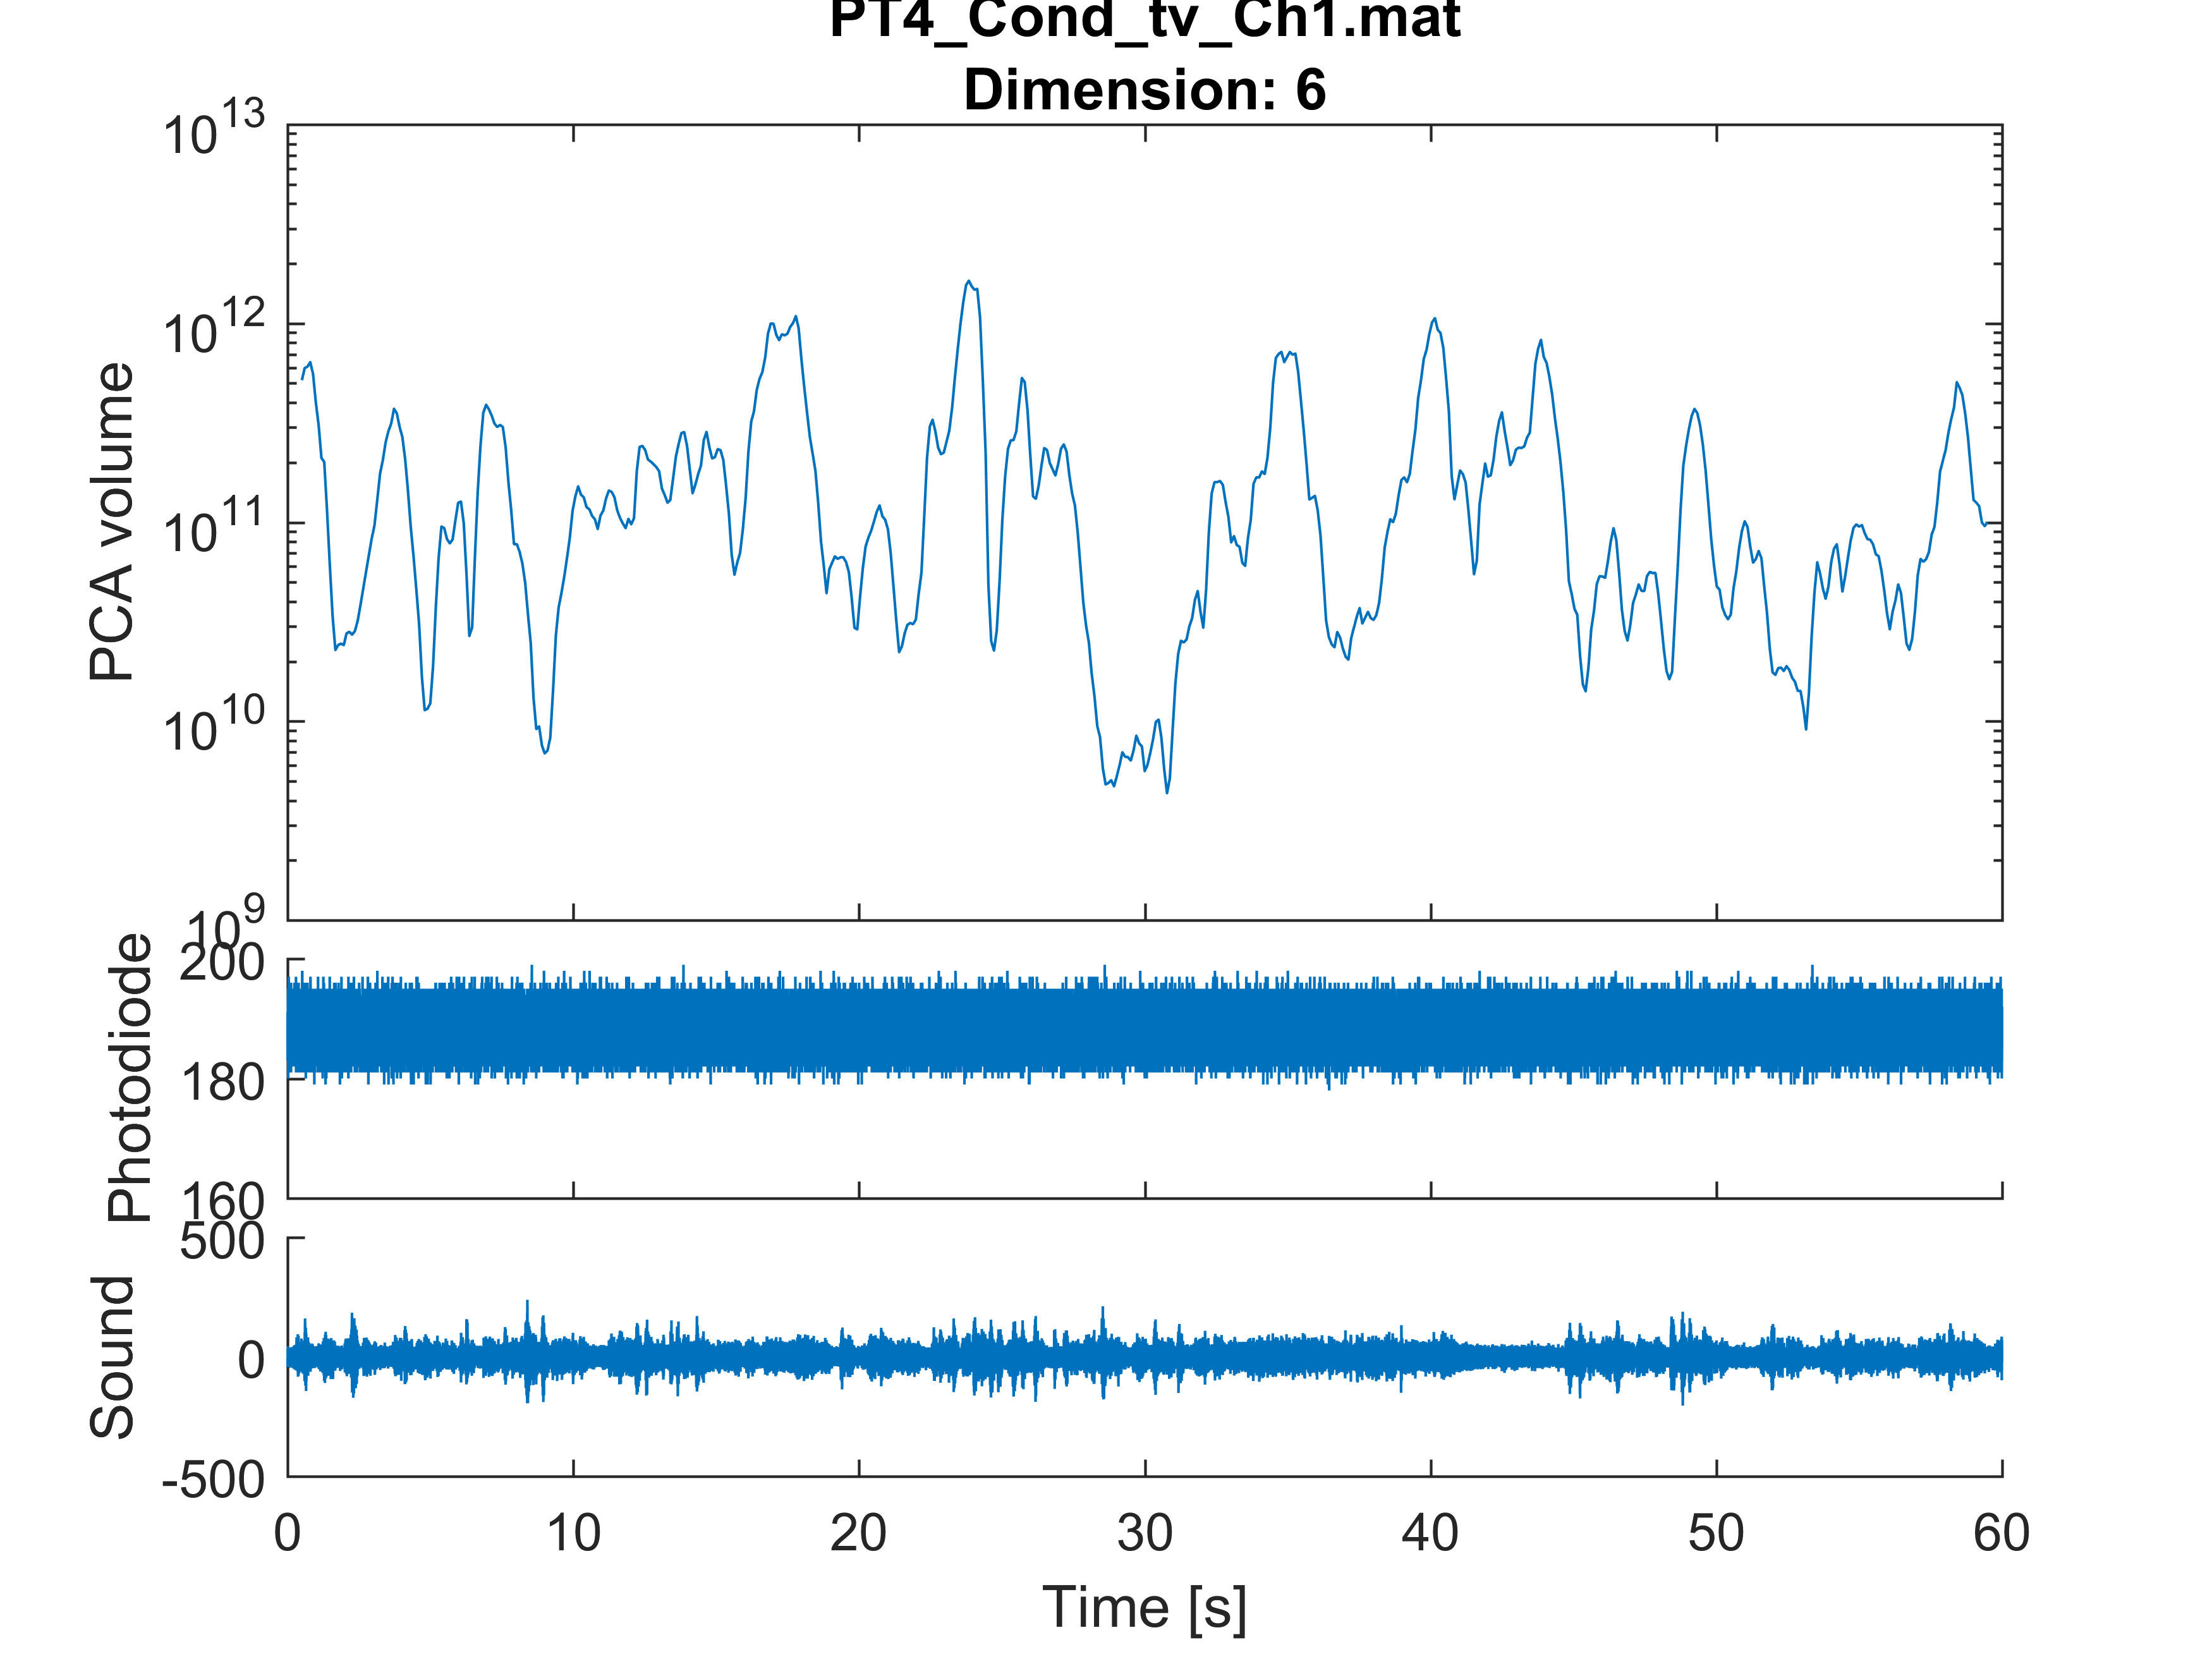 PT4_Cond_tv_Ch1.mat
Dimension: 6
PCA volume
10^13
10^12
10^11
10^10
10^9
Photodiode
200
180
160
Sound
500
0
-500
0 10 20 30 40 50 60
Time [s]